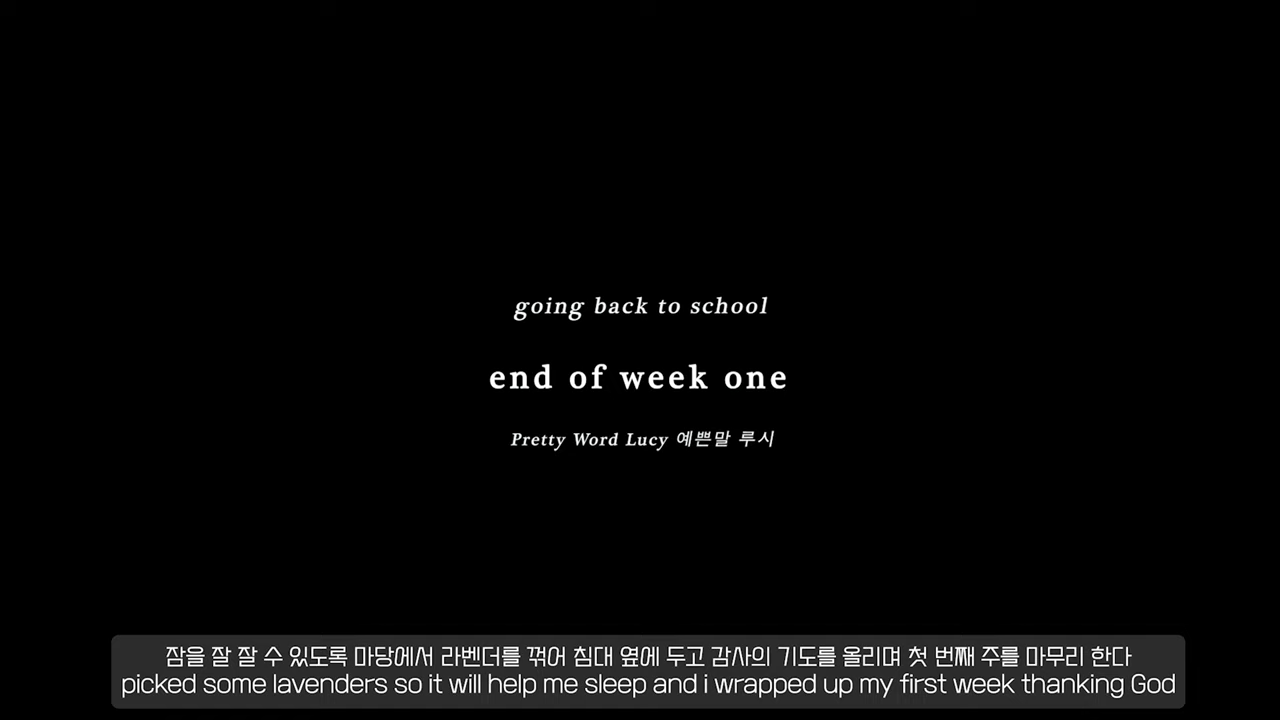 going back to school
end of week one
Pretty Word Lucy 예쁜말 루시
잠을 잘 잘 수 있도록 마당에서 라벤더를 꺾어 침대 옆에 두고 감사의 기도를 올리며 첫 번째 주를 마무리 한다
picked some lavenders so it will help me sleep and i wrapped up my first week thanking God